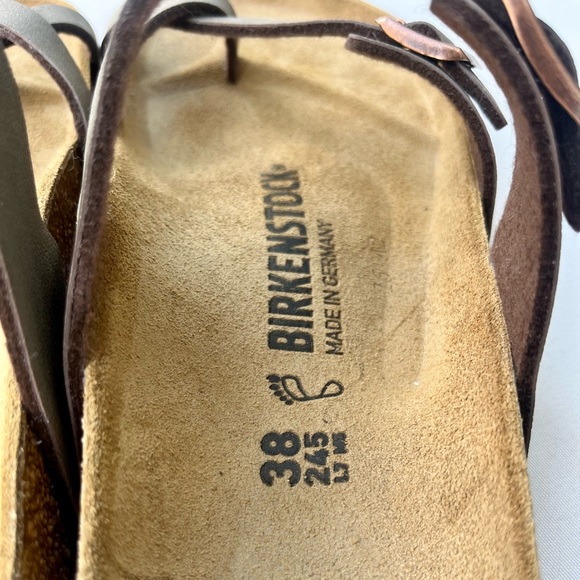 BIRKENSTOCK®
MADE IN GERMANY
38
245
L7 M5